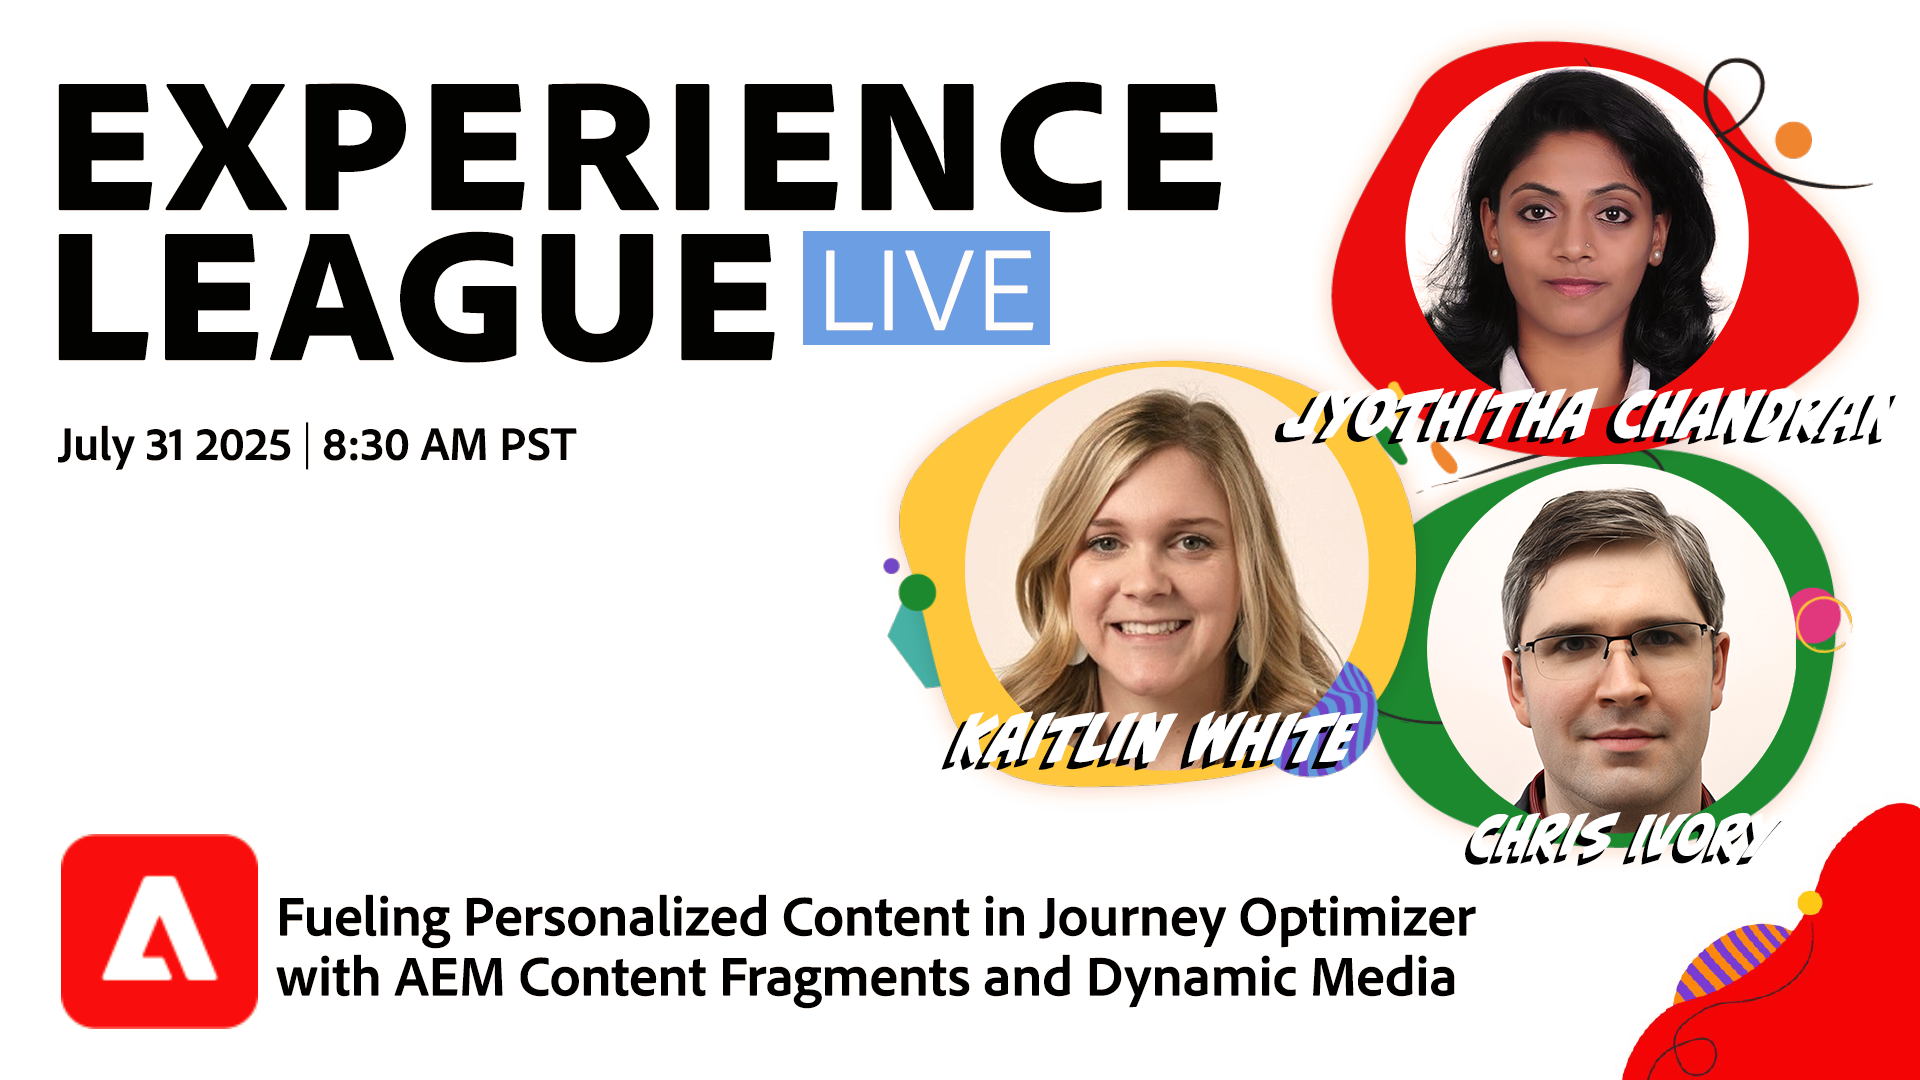 EXPERIENCE
LEAGUE LIVE
July 31 2025 | 8:30 AM PST
JYOTHITHA CHANDRAN
KAITLIN WHITE
CHRIS IVORY
Fueling Personalized Content in Journey Optimizer
with AEM Content Fragments and Dynamic Media